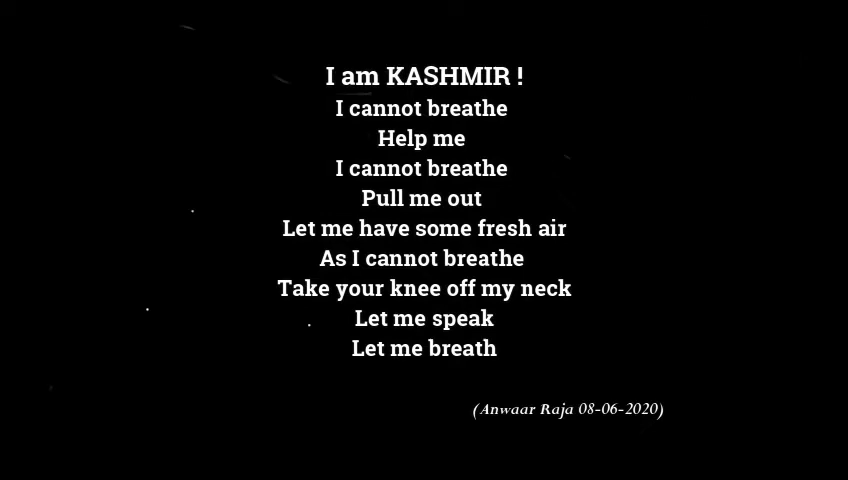 I am KASHMIR !
I cannot breathe
Help me
I cannot breathe
Pull me out
Let me have some fresh air
As I cannot breathe
Take your knee off my neck
Let me speak
Let me breath
(Anwaar Raja 08-06-2020)